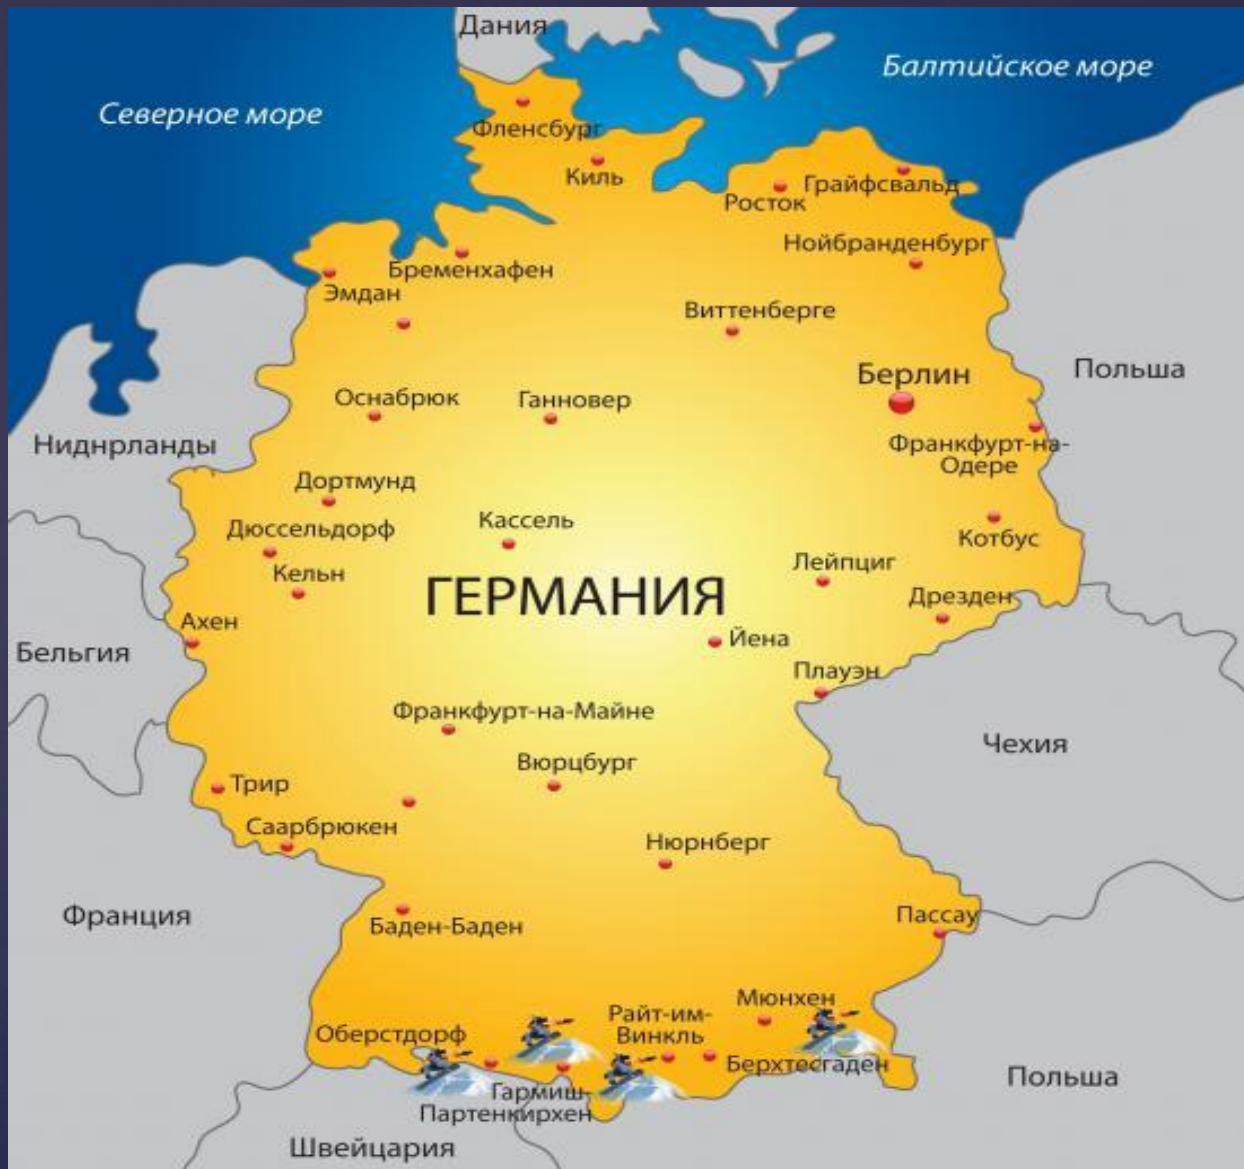 Дания
Балтийское море
Северное море
Фленсбург
Киль
Грайфсвальд
Росток
Нойбранденбург
Бременхафен
Эмдан
Виттенберге
Польша
Берлин
Оснабрюк
Ганновер
Ниднрланды
Франкфурт-на-
Одере
Дортмунд
Кассель
Дюссельдорф
Котбус
Лейпциг
Кельн
ГЕРМАНИЯ
Дрезден
Ахен
Йена
Бельгия
Плауэн
Франкфурт-на-Майне
Чехия
Вюрцбург
Трир
Саарбрюкен
Нюрнберг
Франция
Пассау
Баден-Баден
Мюнхен
Райт-им-
Винкль
Оберстдорф
Берхтесгаден
Польша
Гармиш-
Партенкирхен
Швейцария